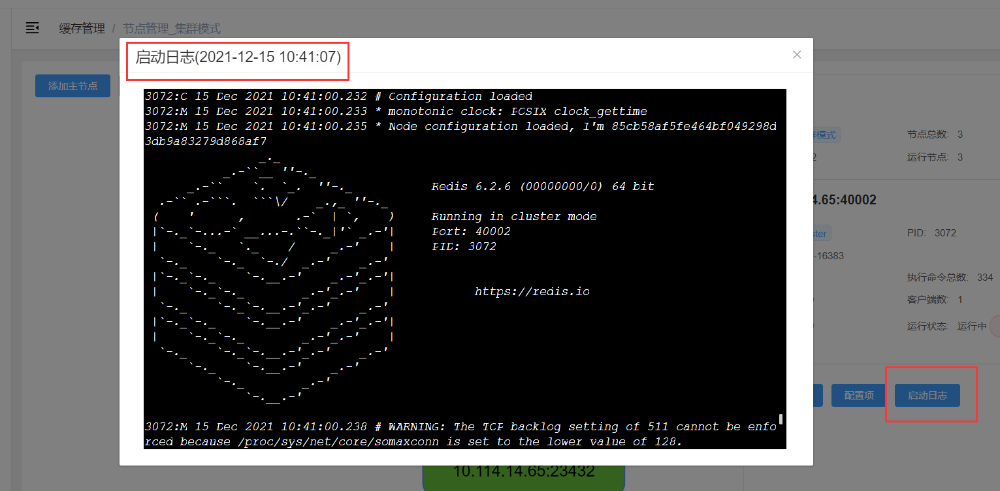 缓存管理 / 节点管理_集群模式
启动日志(2021-12-15 10:41:07)
添加主节点
3072:C 15 Dec 2021 10:41:00.232 # Configuration loaded
3072:M 15 Dec 2021 10:41:00.233 * monotonic clock: POSIX clock_gettime
3072:M 15 Dec 2021 10:41:00.235 * Node configuration loaded, I'm 85cb58af5fe464bf049298d
3db9a83279d868af7
Redis 6.2.6 (00000000/0) 64 bit
Running in cluster mode
Port: 40002
PID: 3072
https://redis.io
3072:M 15 Dec 2021 10:41:00.238 # WARNING: The TCP backlog setting of 511 cannot be enfo
rced because /proc/sys/net/core/somaxconn is set to the lower value of 128.
群模式
节点总数: 3
2
运行节点: 3
4.65:40002
ster
PID: 3072
-16383
执行命令总数: 334
客户端数: 1
运行状态: 运行中
配置项
启动日志
10.114.14.65:23432